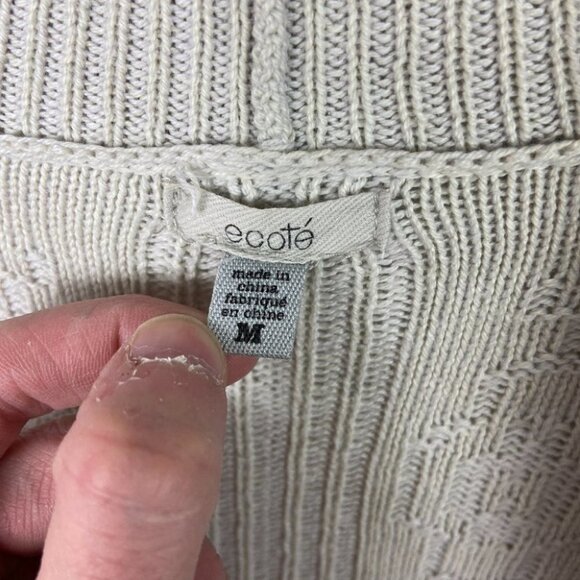 ecoté
made in
china
fabriqué
en chine
M